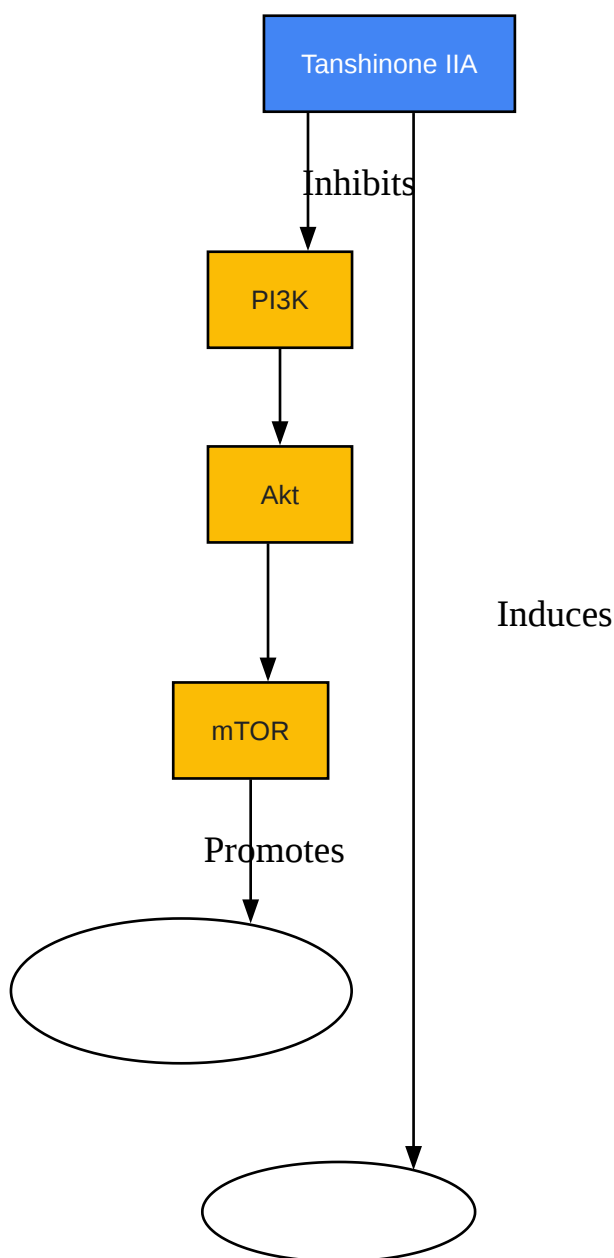 Tanshinone IIA
Inhibits
PI3K
Akt
Induces
mTOR
Promotes